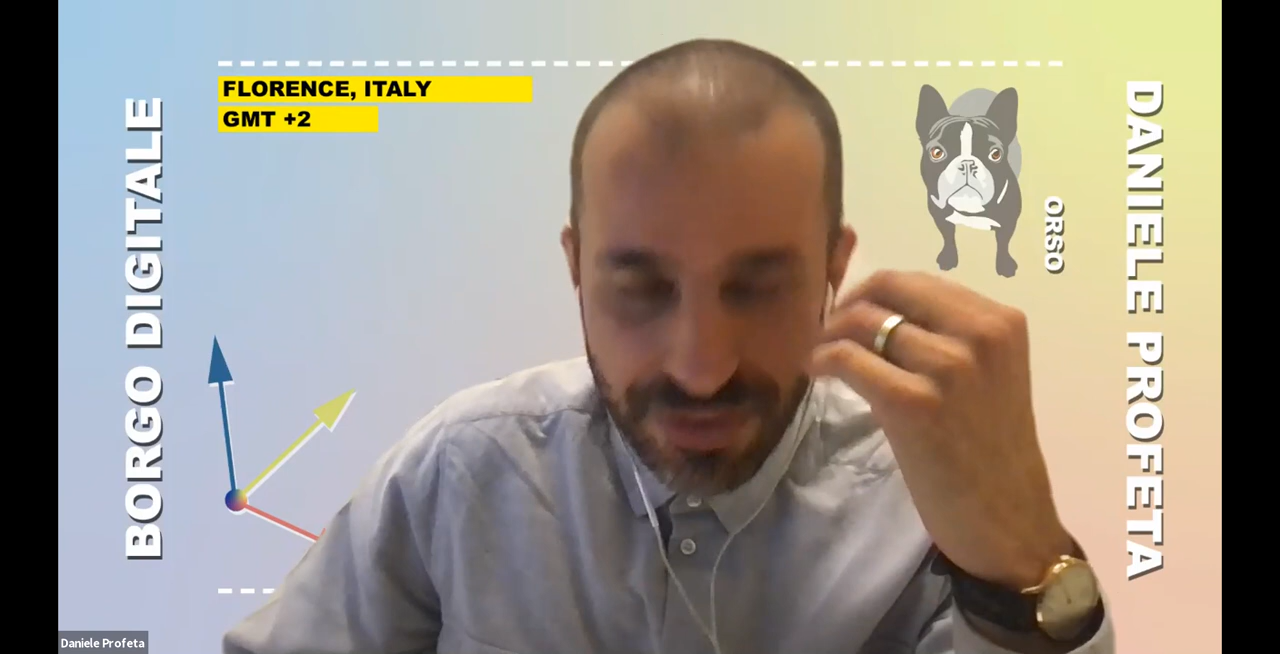 BORGO DIGITALE
FLORENCE, ITALY
GMT +2
ORSO
DANIELE PROFETA
Daniele Profeta